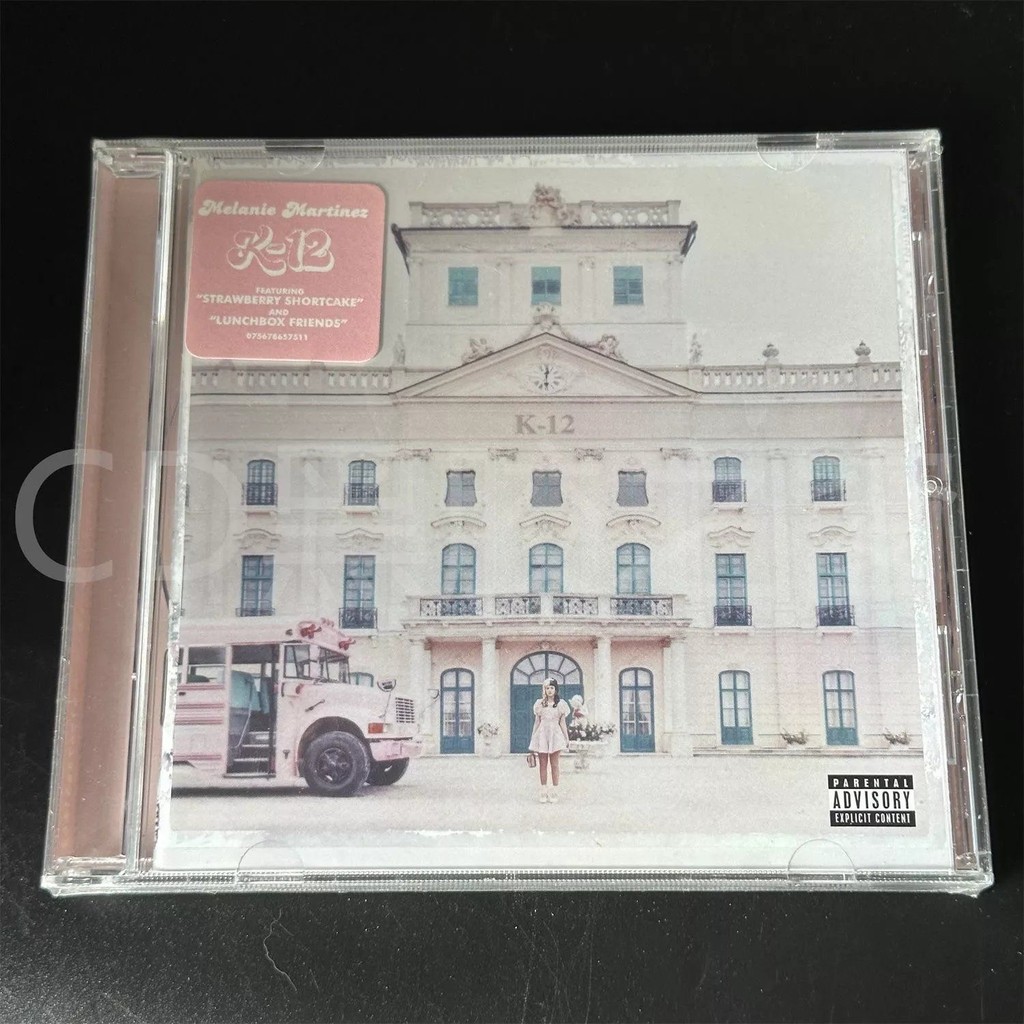 Melanie Martinez
K-12
FEATURING
"STRAWBERRY SHORTCAKE"
AND
"LUNCHBOX FRIENDS"
075678657511
K-12
PARENTAL
ADVISORY
EXPLICIT CONTENT